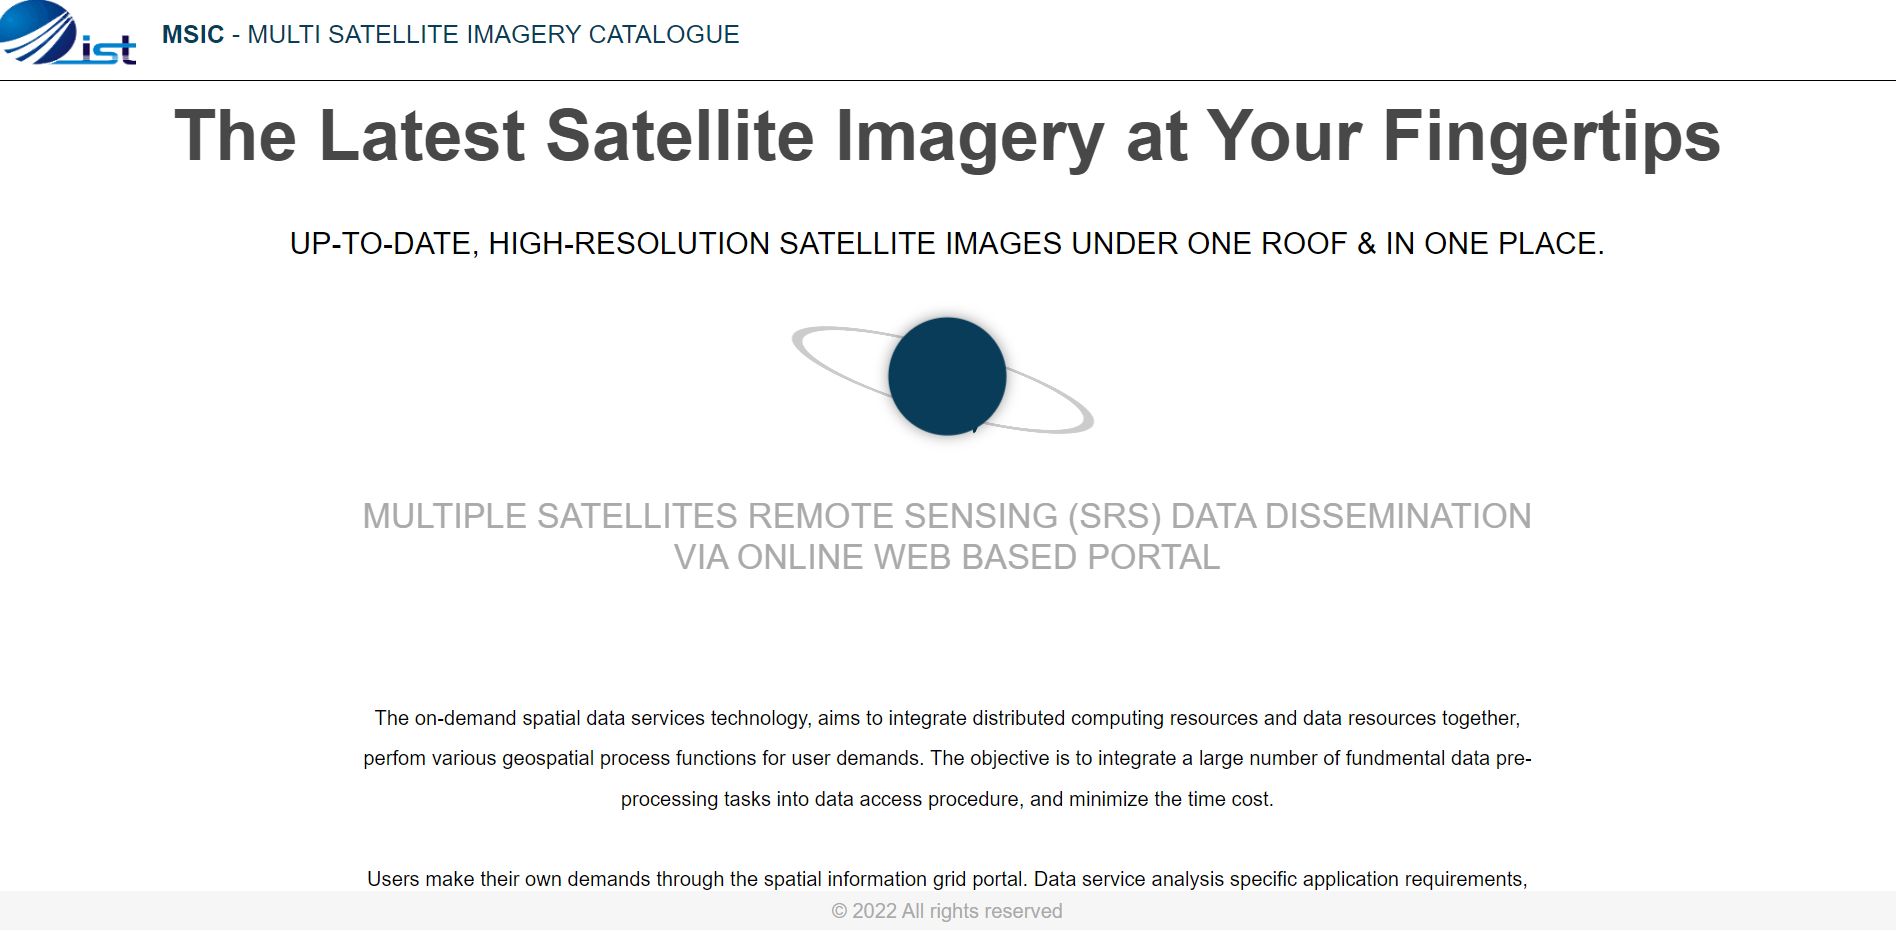 ist
MSIC - MULTI SATELLITE IMAGERY CATALOGUE
The Latest Satellite Imagery at Your Fingertips
UP-TO-DATE, HIGH-RESOLUTION SATELLITE IMAGES UNDER ONE ROOF & IN ONE PLACE.
MULTIPLE SATELLITES REMOTE SENSING (SRS) DATA DISSEMINATION
VIA ONLINE WEB BASED PORTAL
The on-demand spatial data services technology, aims to integrate distributed computing resources and data resources together,
perfom various geospatial process functions for user demands. The objective is to integrate a large number of fundmental data pre-
processing tasks into data access procedure, and minimize the time cost.
Users make their own demands through the spatial information grid portal. Data service analysis specific application requirements,
© 2022 All rights reserved